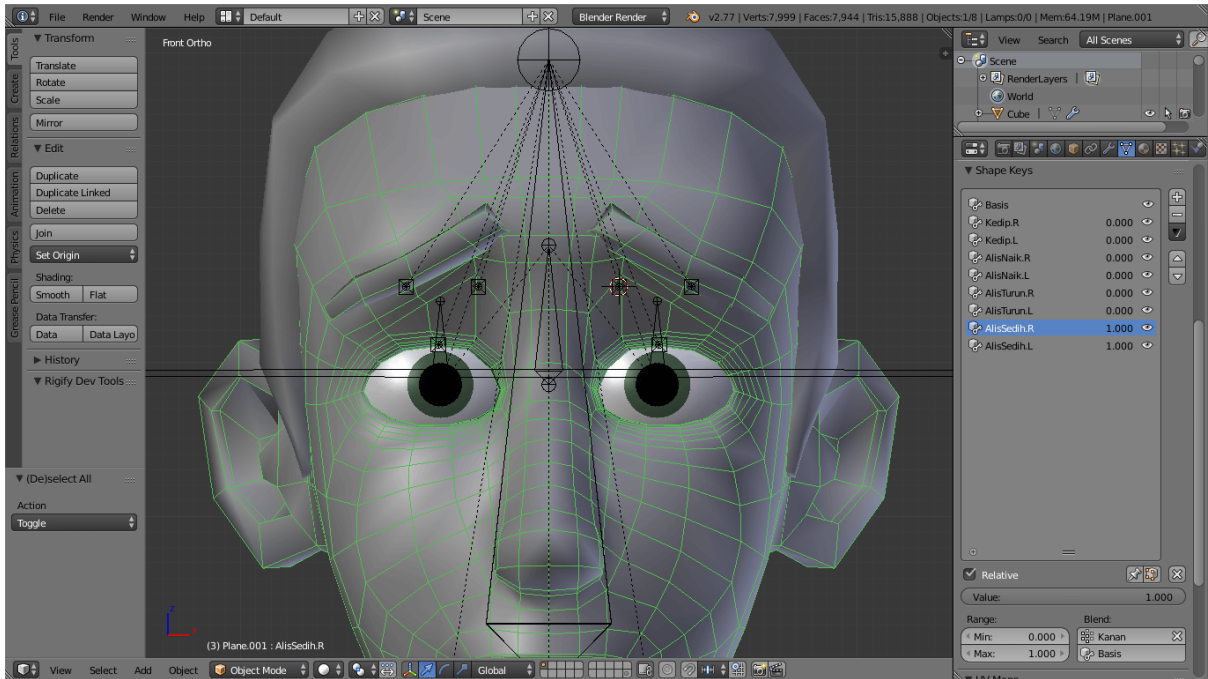 File Render Window Help Default Scene Blender Render v2.77 | Verts:7,999 | Faces:7,944 | Tris:15,888 | Objects:1/8 | Lamps:0/0 | Mem:64.19M | Plane.001
Tools
Create
Relations
Animation
Physics
Grease Pencil
Transform
Translate
Rotate
Scale
Mirror
Edit
Duplicate
Duplicate Linked
Delete
Join
Set Origin
Shading:
Smooth Flat
Data Transfer:
Data Data Layo
History
Rigify Dev Tools
(De)select All
Action
Toggle
Front Ortho
z
x
(3) Plane.001 : AlisSedih.R
View Select Add Object Object Mode Global
View Search All Scenes
Scene
RenderLayers |
World
Cube |
Shape Keys
Basis
Kedip.R 0.000
Kedip.L 0.000
AlisNaik.R 0.000
AlisNaik.L 0.000
AlisTurun.R 0.000
AlisTurun.L 0.000
AlisSedih.R 1.000
AlisSedih.L 1.000
Relative
Value: 1.000
Range: Blend:
Min: 0.000 Kanan
Max: 1.000 Basis
UV Maps